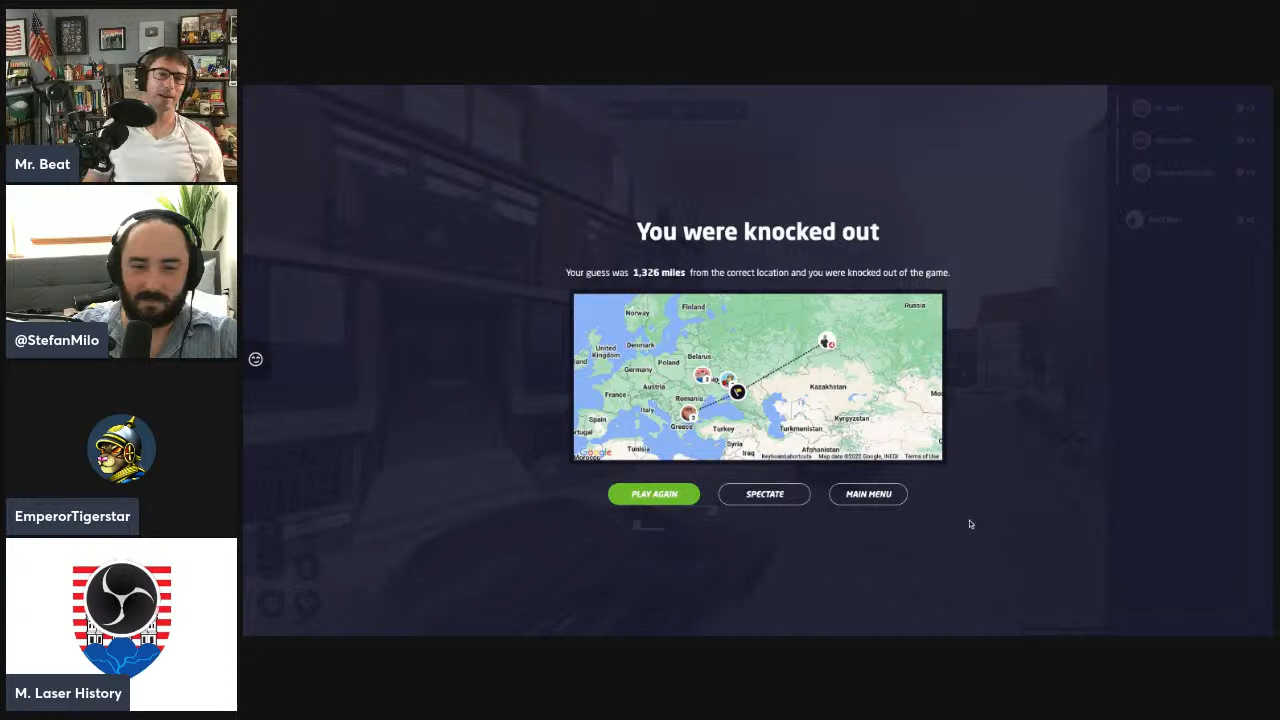 Mr. Beat
@StefanMilo
EmperorTigerstar
M. Laser History
You were knocked out
Your guess was 1,326 miles from the correct location and you were knocked out of the game.
Norway
Finland
Russia
United
Kingdom
Denmark
Belarus
Poland
Germany
Austria
France
Romania
Italy
Spain
Greece
Turkey
Syria
Iraq
Tunisia
Kazakhstan
Kyrgyzstan
Turkmenistan
Afghanistan
Google
Keyboard shortcuts
Map data ©2022 Google, INEGI
Terms of Use
PLAY AGAIN
SPECTATE
MAIN MENU